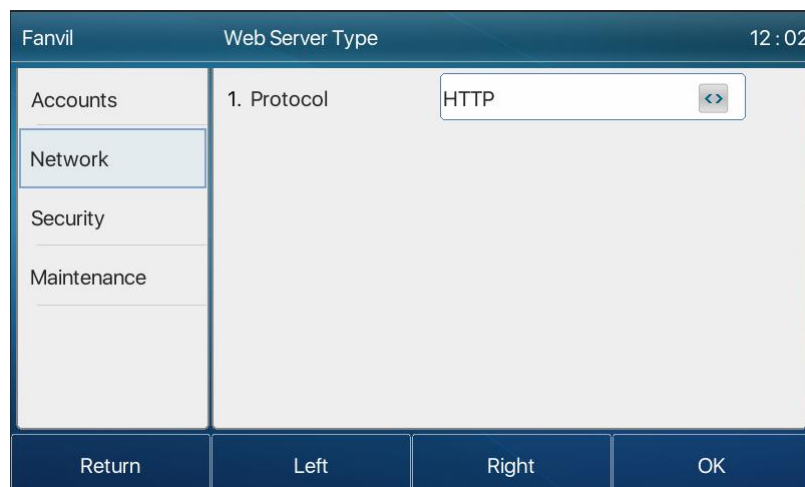 Fanvil Web Server Type 12:02
Accounts
Network
Security
Maintenance
1. Protocol HTTP
Return Left Right OK